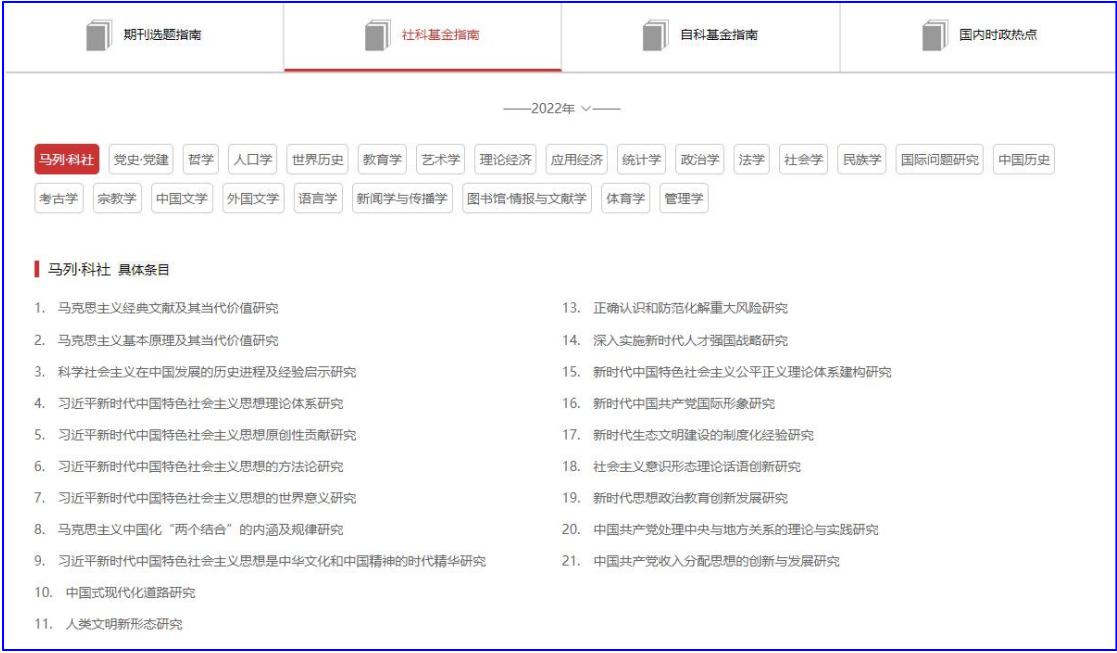 期刊选题指南
社科基金指南
自科基金指南
国内时政热点
——2022年 ——
马列·科社 党史·党建 哲学 人口学 世界历史 教育学 艺术学 理论经济 应用经济 统计学 政治学 法学 社会学 民族学 国际问题研究 中国历史
考古学 宗教学 中国文学 外国文学 语言学 新闻学与传播学 图书馆·情报与文献学 体育学 管理学
马列·科社 具体条目
1. 马克思主义经典文献及其当代价值研究
2. 马克思主义基本原理及其当代价值研究
3. 科学社会主义在中国发展的历史进程及经验启示研究
4. 习近平新时代中国特色社会主义思想理论体系研究
5. 习近平新时代中国特色社会主义思想原创性贡献研究
6. 习近平新时代中国特色社会主义思想的方法论研究
7. 习近平新时代中国特色社会主义思想的世界意义研究
8. 马克思主义中国化“两个结合”的内涵及规律研究
9. 习近平新时代中国特色社会主义思想是中华文化和中国精神的时代精华研究
10. 中国式现代化道路研究
11. 人类文明新形态研究
13. 正确认识和防范化解重大风险研究
14. 深入实施新时代人才强国战略研究
15. 新时代中国特色社会主义公平正义理论体系建构研究
16. 新时代中国共产党国际形象研究
17. 新时代生态文明建设的制度化经验研究
18. 社会主义意识形态理论话语创新研究
19. 新时代思想政治教育创新发展研究
20. 中国共产党处理中央与地方关系的理论与实践研究
21. 中国共产党收入分配思想的创新与发展研究